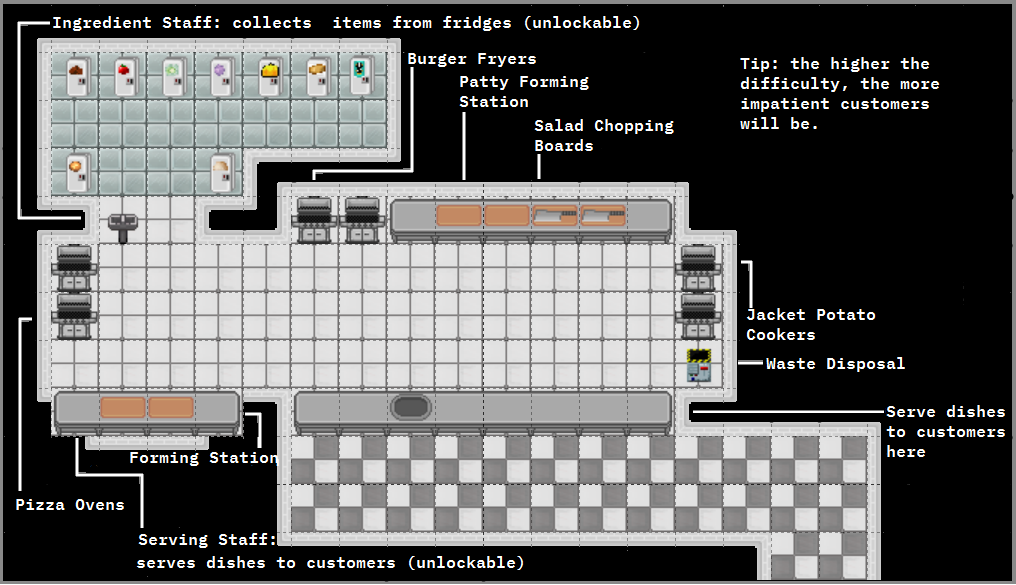 Ingredient Staff: collects  items from fridges (unlockable)
Burger Fryers
Patty Forming
Station
Salad Chopping
Boards
Tip: the higher the
difficulty, the more
impatient customers
will be.
Jacket Potato
Cookers
Waste Disposal
Serve dishes
to customers
here
Forming Station
Pizza Ovens
Serving Staff:
serves dishes to customers (unlockable)